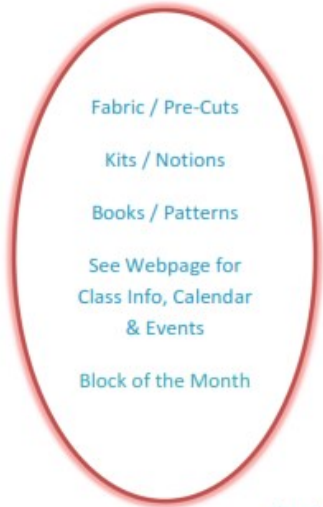 Fabric / Pre-Cuts
Kits / Notions
Books / Patterns
See Webpage for
Class Info, Calendar
& Events
Block of the Month